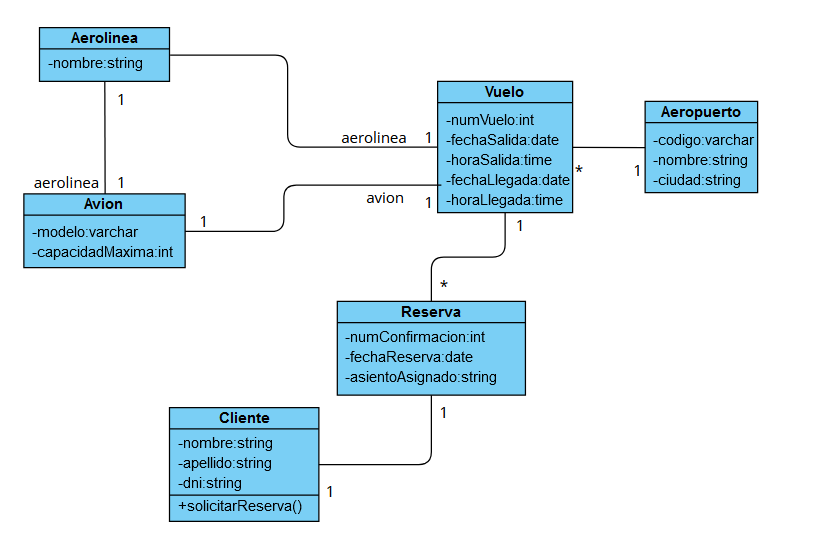 Aerolinea
-nombre:string
1
aerolinea
1
Avion
-modelo:varchar
-capacidadMaxima:int
1
aerolinea
1
avion
1
Vuelo
-numVuelo:int
-fechaSalida:date
-horaSalida:time
-fechaLlegada:date
-horaLlegada:time
*
1
Aeropuerto
-codigo:varchar
-nombre:string
-ciudad:string
1
*
Reserva
-numConfirmacion:int
-fechaReserva:date
-asientoAsignado:string
1
Cliente
-nombre:string
-apellido:string
-dni:string
+solicitarReserva()
1